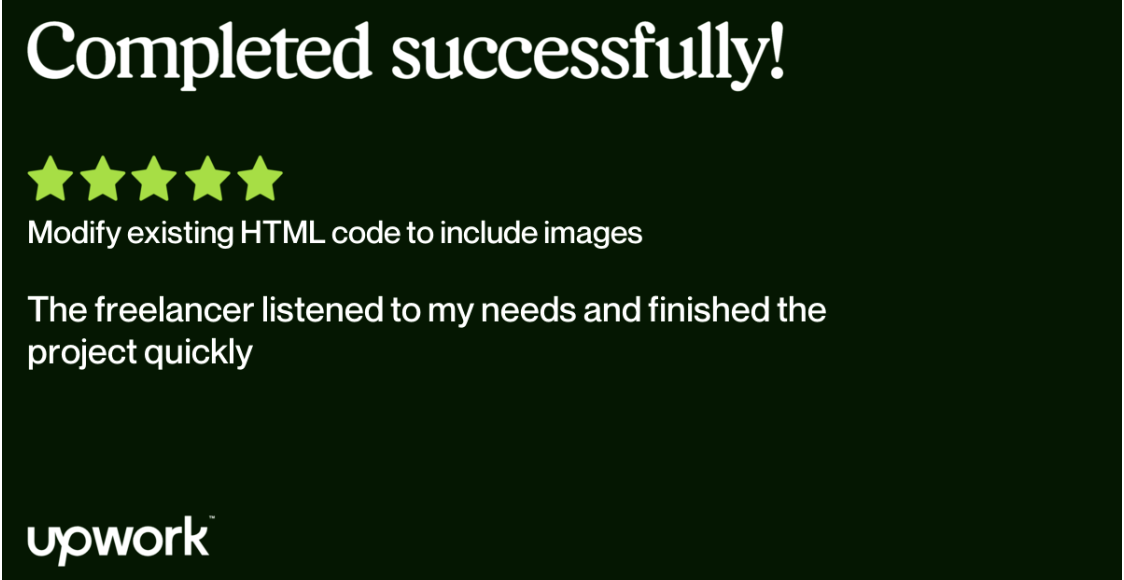 Completed successfully!
Modify existing HTML code to include images
The freelancer listened to my needs and finished the
project quickly
upwork™